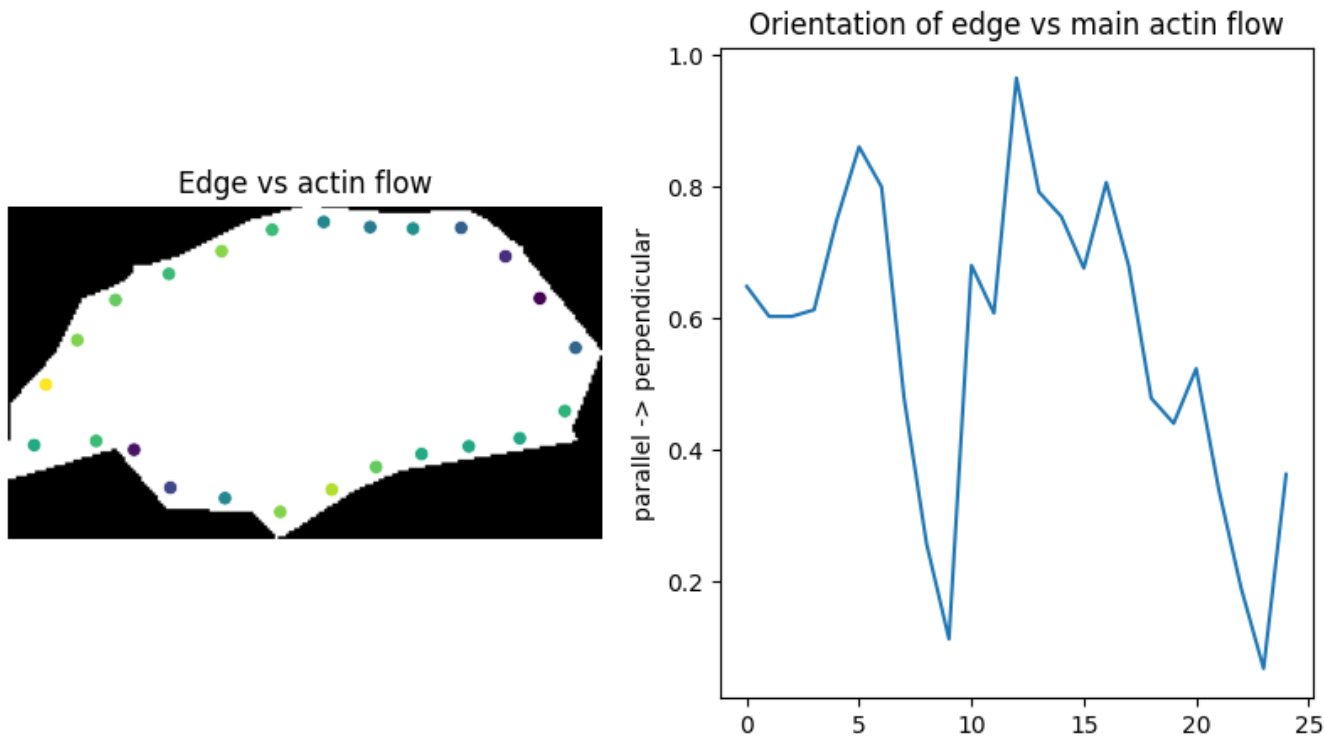 Edge vs actin flow
Orientation of edge vs main actin flow
parallel -> perpendicular
1.0
0.8
0.6
0.4
0.2
0 5 10 15 20 25